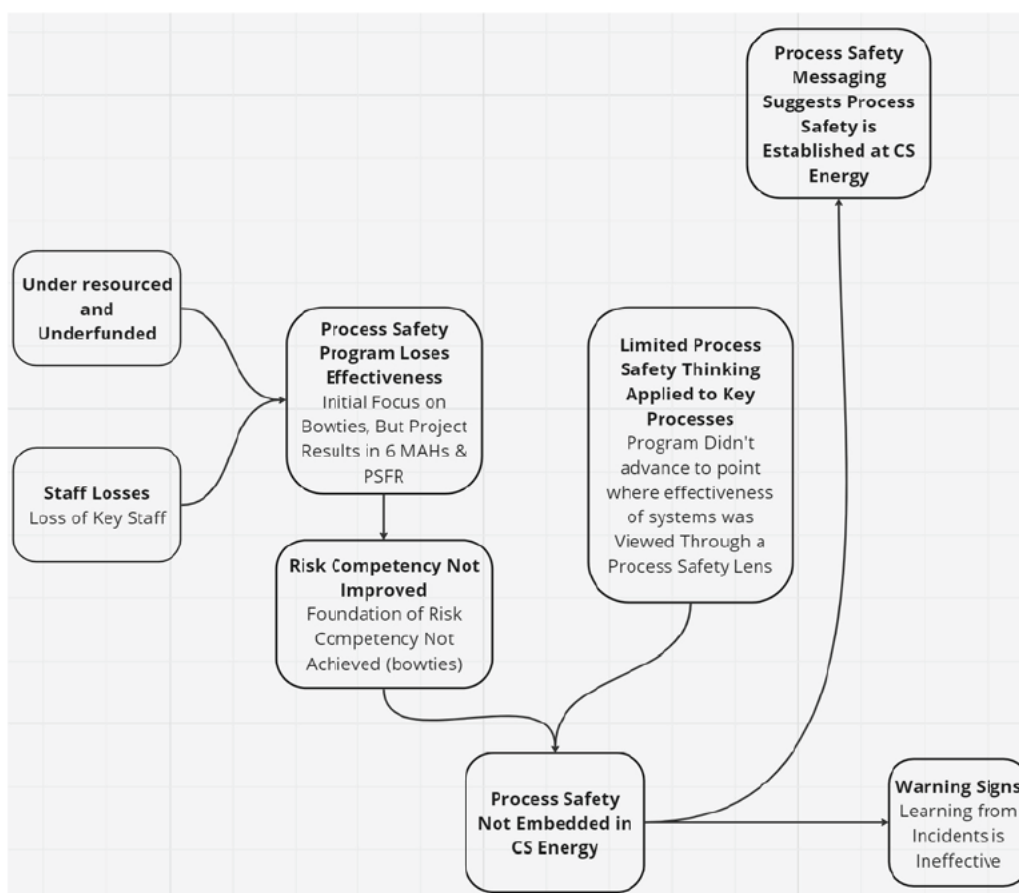 Process Safety
Messaging
Suggests Process
Safety is
Established at CS
Energy
Under resourced
and
Underfunded
Staff Losses
Loss of Key Staff
Process Safety
Program Loses
Effectiveness
Initial Focus on
Bowties, But Project
Results in 6 MAHs &
PSFR
Risk Competency Not
Improved
Foundation of Risk
Competency Not
Achieved (bowties)
Limited Process
Safety Thinking
Applied to Key
Processes
Program Didn't
advance to point
where effectiveness
of systems was
Viewed Through a
Process Safety Lens
Process Safety
Not Embedded in
CS Energy
Warning Signs
Learning from
Incidents is
Ineffective